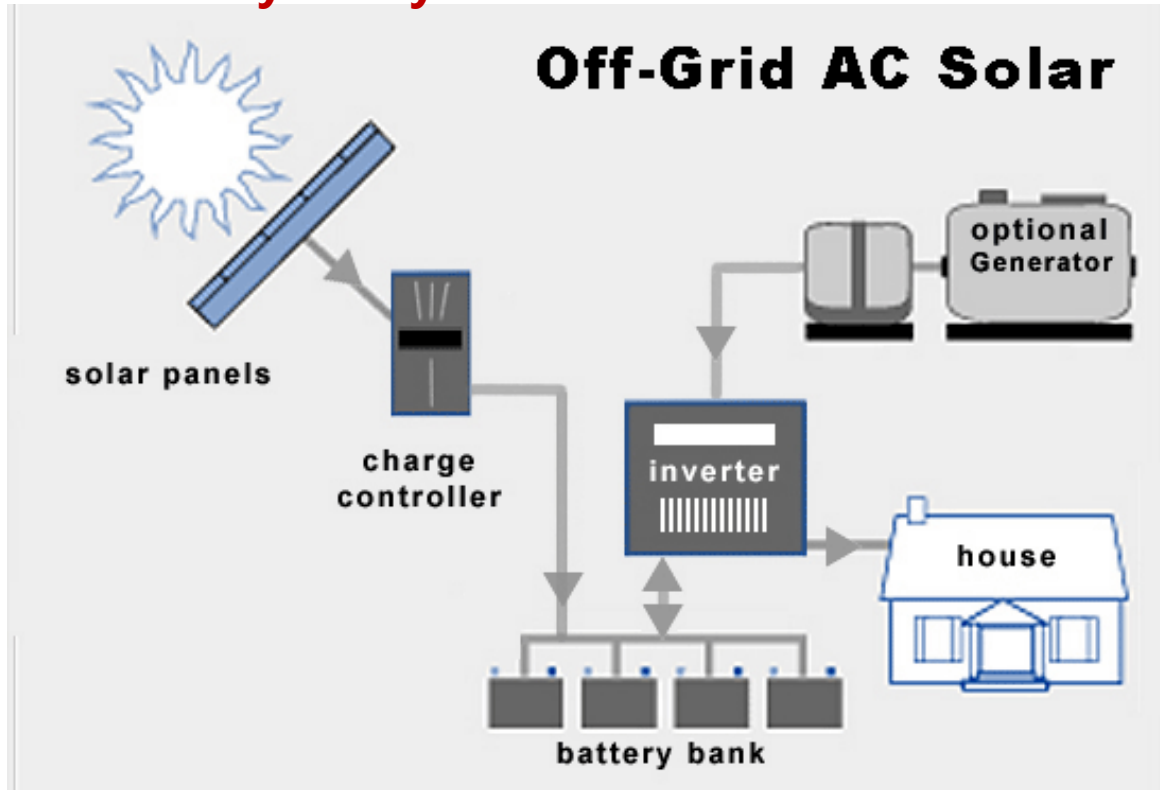 Off-Grid AC Solar
optional
Generator
solar panels
charge
controller
inverter
house
battery bank